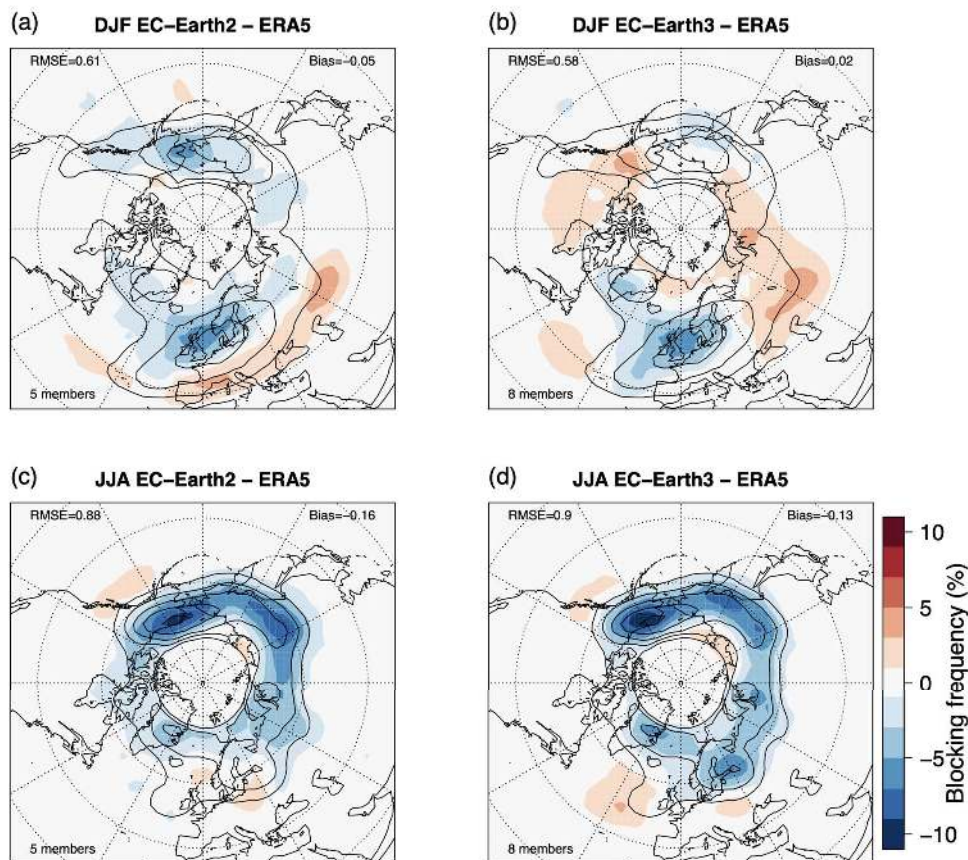 (a) DJF EC−Earth2 − ERA5
RMSE=0.61 Bias=−0.05
5 members
(b) DJF EC−Earth3 − ERA5
RMSE=0.58 Bias=0.02
8 members
(c) JJA EC−Earth2 − ERA5
RMSE=0.88 Bias=−0.16
5 members
(d) JJA EC−Earth3 − ERA5
RMSE=0.9 Bias=−0.13
8 members
10
5
0
−5
−10
Blocking frequency (%)